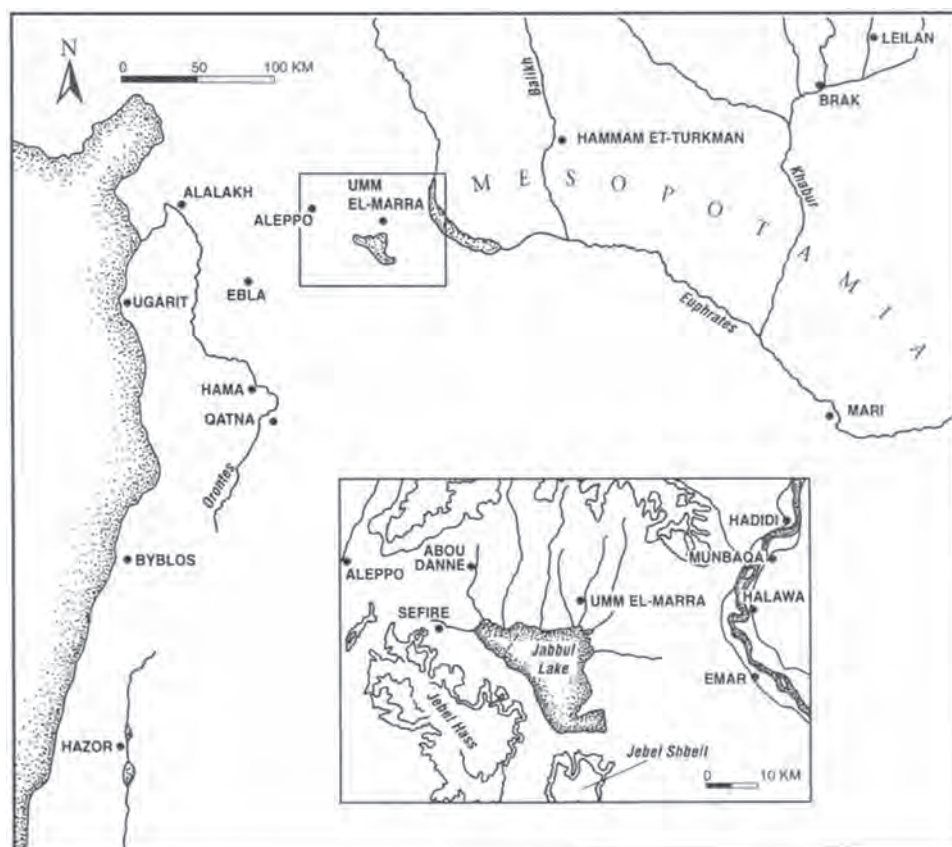 N
0 50 100 KM
LEILAN
BRAK
Balikh
HAMMAM ET-TURKMAN
MESOPOTAMIA
Khabur
ALALAKH
UMM
EL-MARRA
ALEPPO
EBLA
UGARIT
Euphrates
HAMA
QATNA
MARI
Orontes
BYBLOS
HAZOR
HADIDI
ABOU
DANNE
MUNBAQA
ALEPPO
UMM EL-MARRA
HALAWA
SEFIRE
Jabbul
Lake
EMAR
Jebel Hass
Jebel Shbeit
0 10 KM